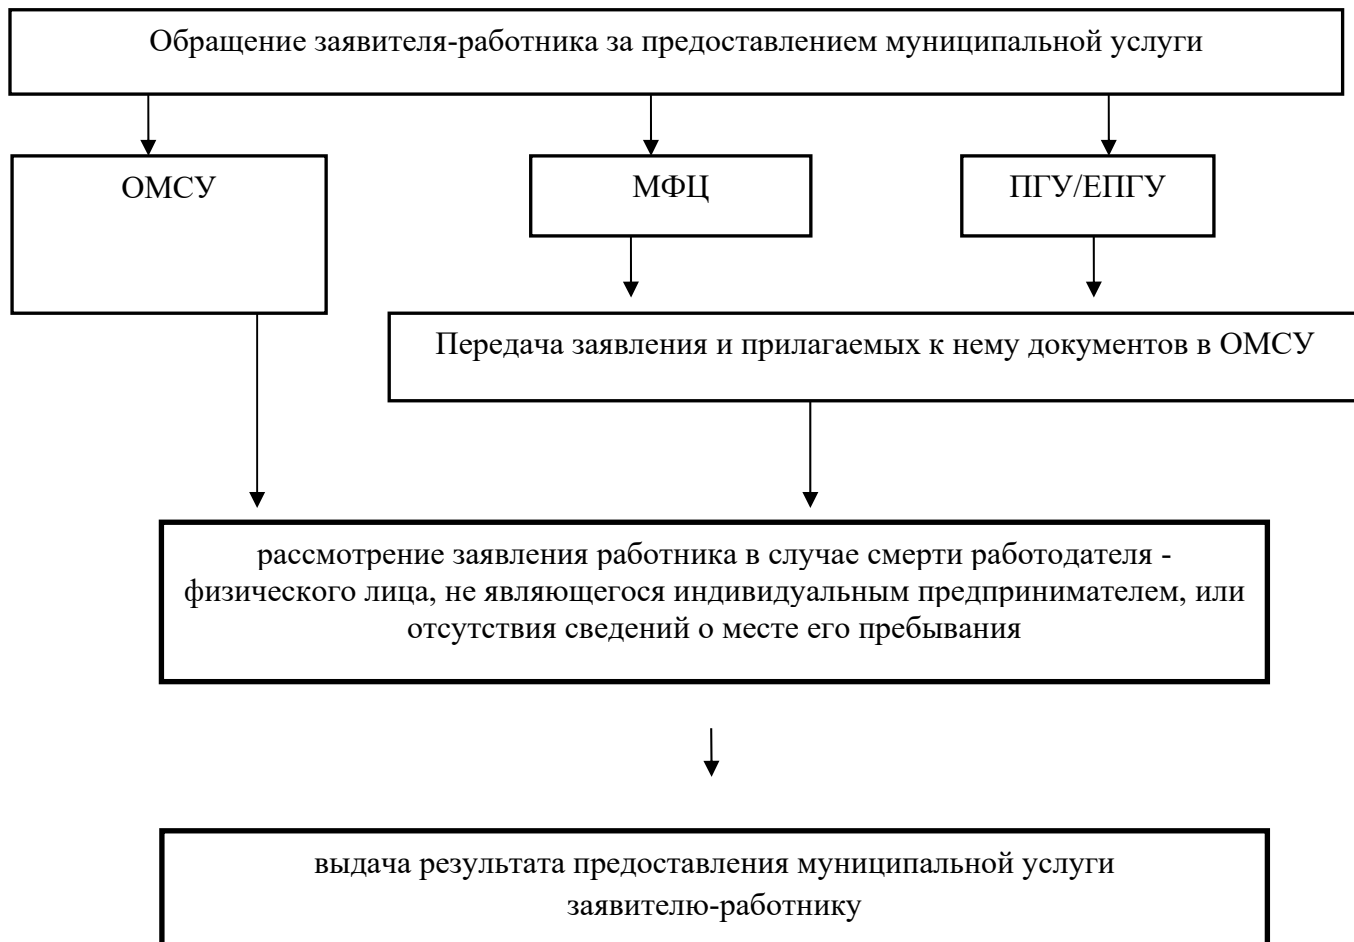 Обращение заявителя-работника за предоставлением муниципальной услуги
ОМСУ
МФЦ
ПГУ/ЕПГУ
Передача заявления и прилагаемых к нему документов в ОМСУ
рассмотрение заявления работника в случае смерти работодателя -
физического лица, не являющегося индивидуальным предпринимателем, или
отсутствия сведений о месте его пребывания
выдача результата предоставления муниципальной услуги
заявителю-работнику